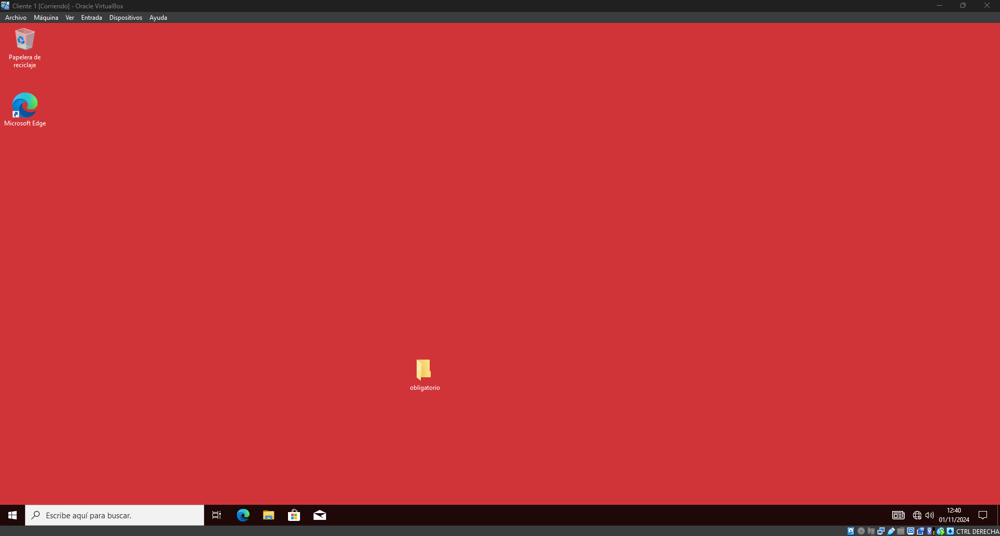 Cliente 1 [Corriendo] - Oracle VirtualBox
Archivo Máquina Ver Entrada Dispositivos Ayuda
Papelera de
reciclaje
Microsoft Edge
obligatorio
Escribe aquí para buscar.
12:40
01/11/2024
CTRL DERECHA